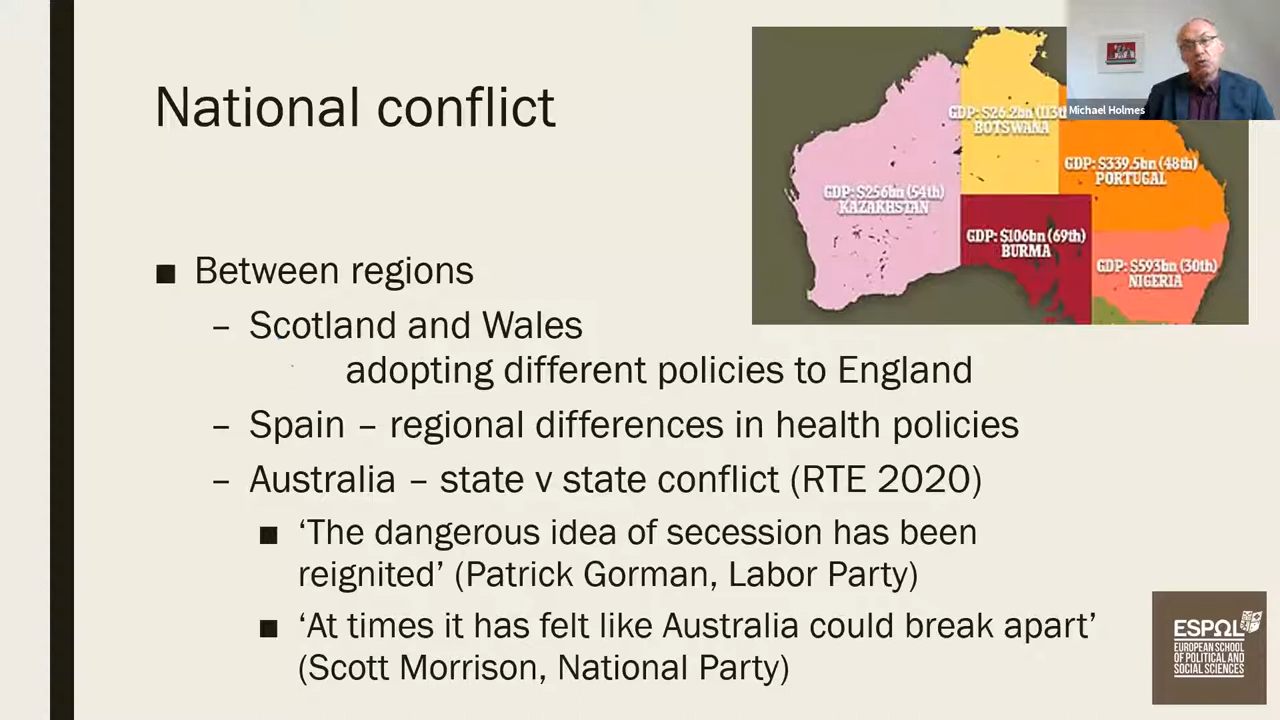 National conflict
GDP: $26.2bn (113t
BOTSWANA
Michael Holmes
GDP: $339.5bn (48th)
PORTUGAL
GDP: $256bn (54th)
KAZAKHSTAN
GDP: $106bn (69th)
BURMA
GDP: $593bn (30th)
NIGERIA
■ Between regions
– Scotland and Wales
adopting different policies to England
– Spain – regional differences in health policies
– Australia – state v state conflict (RTE 2020)
■ ‘The dangerous idea of secession has been
reignited’ (Patrick Gorman, Labor Party)
■ ‘At times it has felt like Australia could break apart’
(Scott Morrison, National Party)
ESPOL
EUROPEAN SCHOOL
OF POLITICAL AND
SOCIAL SCIENCES